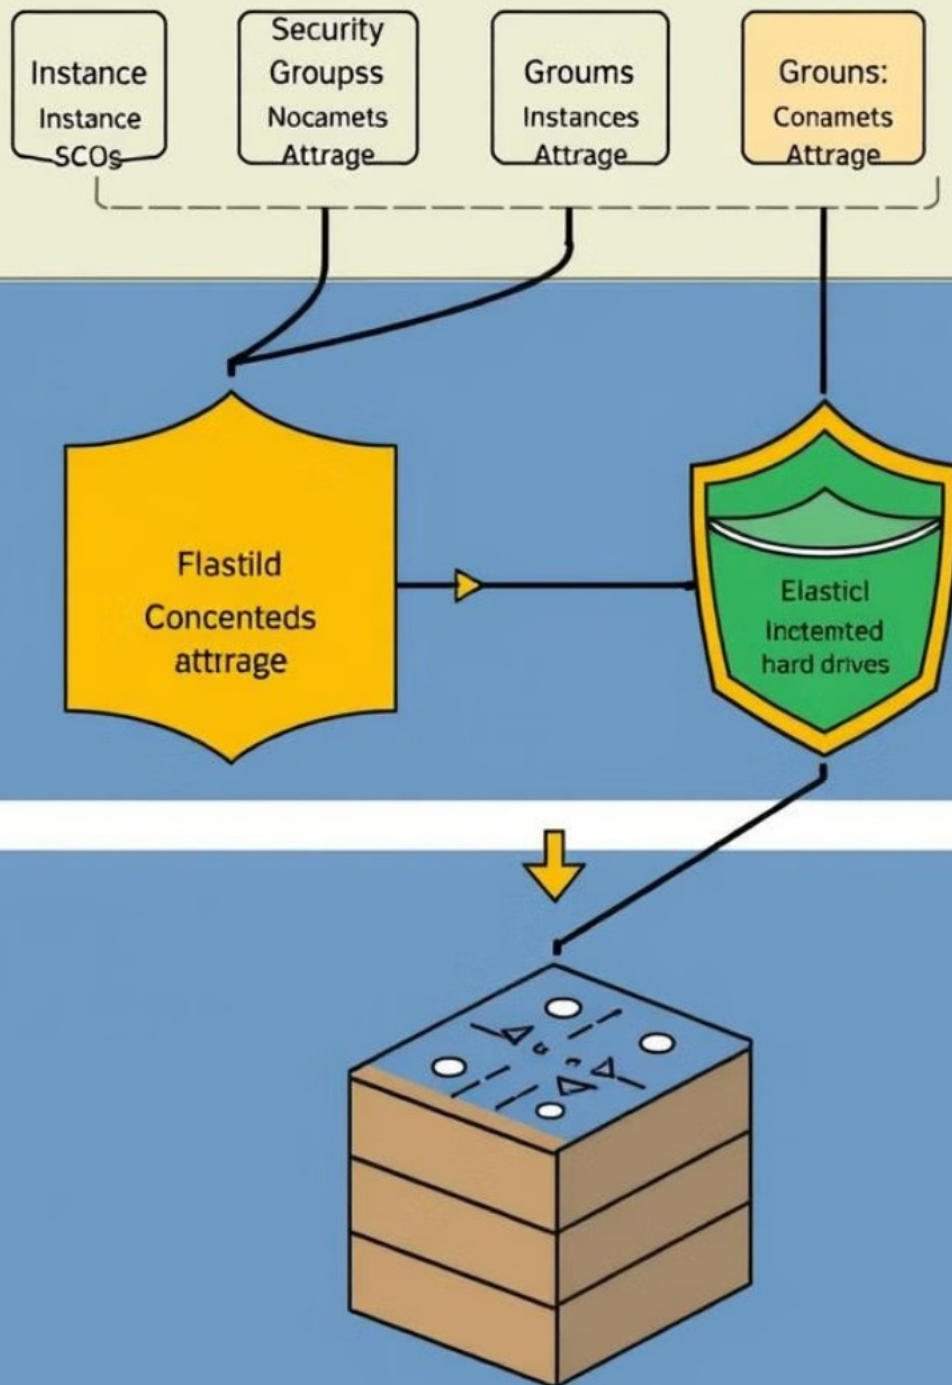 Instance
Instance
SCOs
Security
Groupss
Nocamets
Attrage
Groums
Instances
Attrage
Grouns:
Conamets
Attrage
Flastild
Concenteds
attrage
Elasticl
Inctemted
hard drives